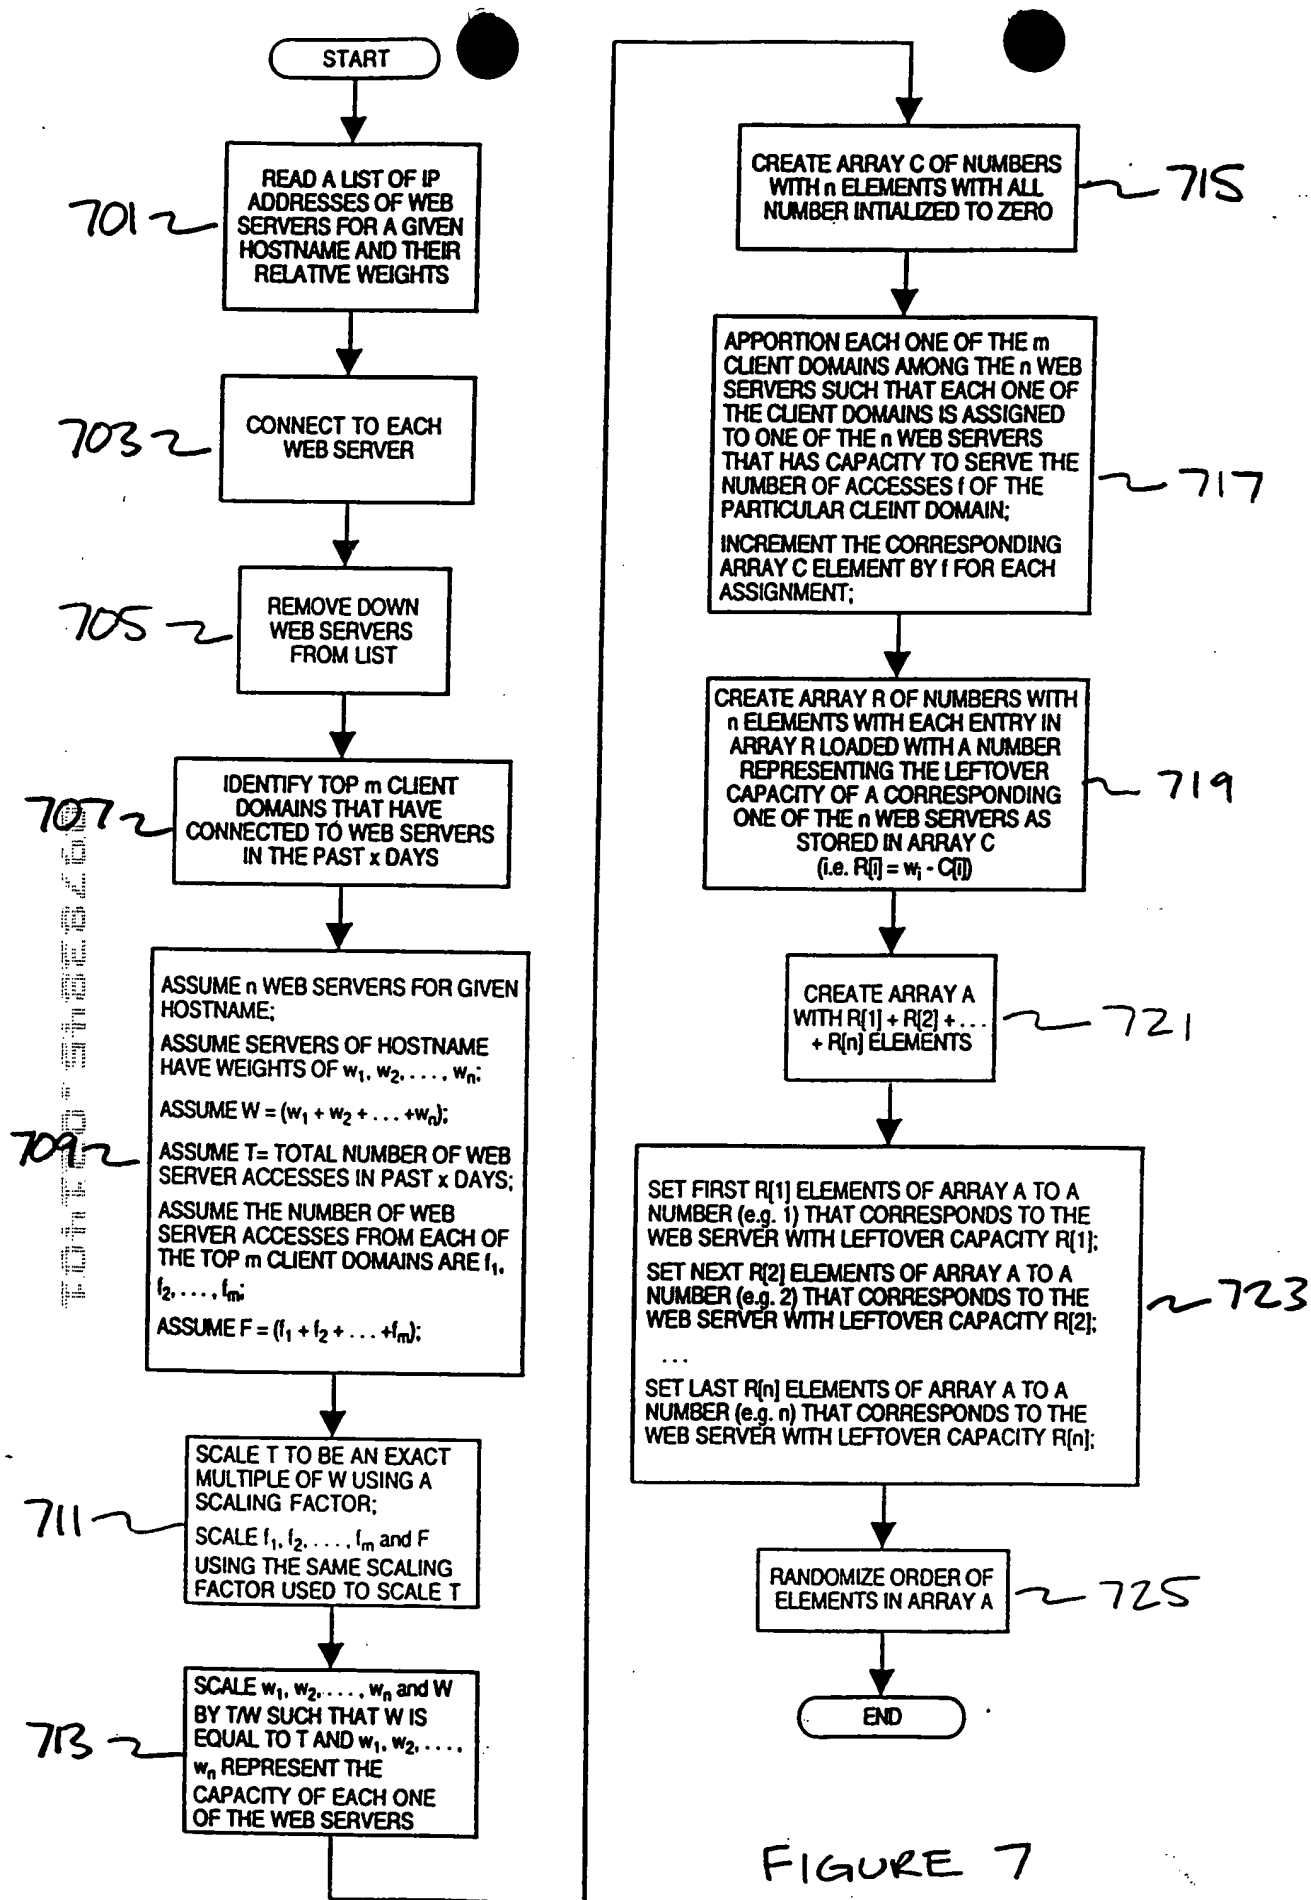 START
701
READ A LIST OF IP
ADDRESSES OF WEB
SERVERS FOR A GIVEN
HOSTNAME AND THEIR
RELATIVE WEIGHTS
703
CONNECT TO EACH
WEB SERVER
705
REMOVE DOWN
WEB SERVERS
FROM LIST
707
IDENTIFY TOP m CLIENT
DOMAINS THAT HAVE
CONNECTED TO WEB SERVERS
IN THE PAST x DAYS
709
ASSUME n WEB SERVERS FOR GIVEN
HOSTNAME;
ASSUME SERVERS OF HOSTNAME
HAVE WEIGHTS OF w₁, w₂, . . . , wₙ;
ASSUME W = (w₁ + w₂ + . . . +wₙ);
ASSUME T= TOTAL NUMBER OF WEB
SERVER ACCESSES IN PAST x DAYS;
ASSUME THE NUMBER OF WEB
SERVER ACCESSES FROM EACH OF
THE TOP m CLIENT DOMAINS ARE f₁,
f₂, . . . , fₘ;
ASSUME F = (f₁ + f₂ + . . . +fₘ);
711
SCALE T TO BE AN EXACT
MULTIPLE OF W USING A
SCALING FACTOR;
SCALE f₁, f₂, . . . , fₘ and F
USING THE SAME SCALING
FACTOR USED TO SCALE T
713
SCALE w₁, w₂, . . . , wₙ and W
BY T/W SUCH THAT W IS
EQUAL TO T AND w₁, w₂, . . . ,
wₙ REPRESENT THE
CAPACITY OF EACH ONE
OF THE WEB SERVERS
CREATE ARRAY C OF NUMBERS
WITH n ELEMENTS WITH ALL
NUMBER INTIALIZED TO ZERO
715
APPORTION EACH ONE OF THE m
CLIENT DOMAINS AMONG THE n WEB
SERVERS SUCH THAT EACH ONE OF
THE CLIENT DOMAINS IS ASSIGNED
TO ONE OF THE n WEB SERVERS
THAT HAS CAPACITY TO SERVE THE
NUMBER OF ACCESSES f OF THE
PARTICULAR CLEINT DOMAIN;
INCREMENT THE CORRESPONDING
ARRAY C ELEMENT BY f FOR EACH
ASSIGNMENT;
717
CREATE ARRAY R OF NUMBERS WITH
n ELEMENTS WITH EACH ENTRY IN
ARRAY R LOADED WITH A NUMBER
REPRESENTING THE LEFTOVER
CAPACITY OF A CORRESPONDING
ONE OF THE n WEB SERVERS AS
STORED IN ARRAY C
(i.e. R[i] = wᵢ - C[i])
719
CREATE ARRAY A
WITH R[1] + R[2] + . . .
+ R[n] ELEMENTS
721
SET FIRST R[1] ELEMENTS OF ARRAY A TO A
NUMBER (e.g. 1) THAT CORRESPONDS TO THE
WEB SERVER WITH LEFTOVER CAPACITY R[1];
SET NEXT R[2] ELEMENTS OF ARRAY A TO A
NUMBER (e.g. 2) THAT CORRESPONDS TO THE
WEB SERVER WITH LEFTOVER CAPACITY R[2];
. . .
SET LAST R[n] ELEMENTS OF ARRAY A TO A
NUMBER (e.g. n) THAT CORRESPONDS TO THE
WEB SERVER WITH LEFTOVER CAPACITY R[n];
723
RANDOMIZE ORDER OF
ELEMENTS IN ARRAY A
725
END
FIGURE 7